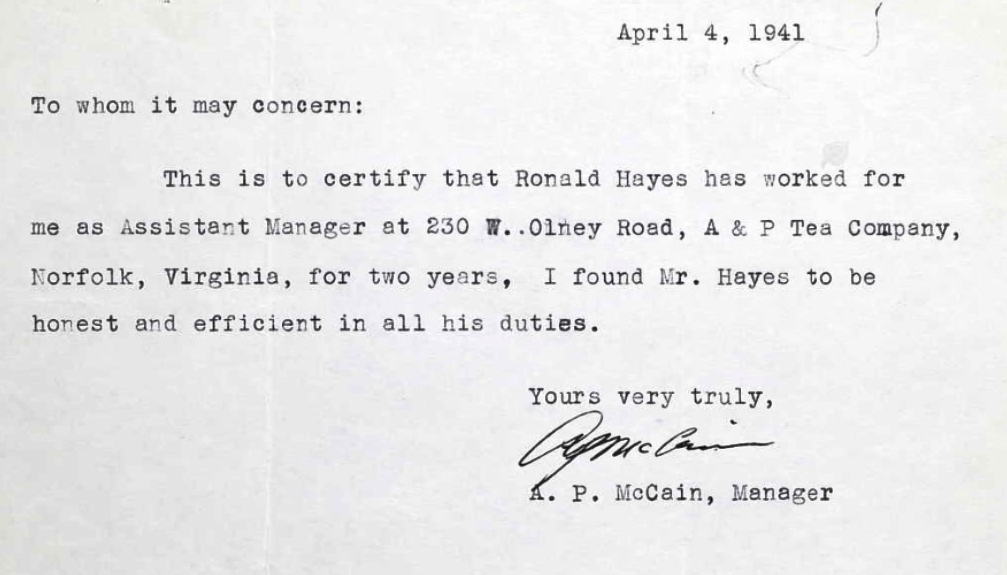 April 4, 1941
To whom it may concern:
This is to certify that Ronald Hayes has worked for
me as Assistant Manager at 230 W..Olney Road, A & P Tea Company,
Norfolk, Virginia, for two years, I found Mr. Hayes to be
honest and efficient in all his duties.
Yours very truly,
A P McCain
A. P. McCain, Manager